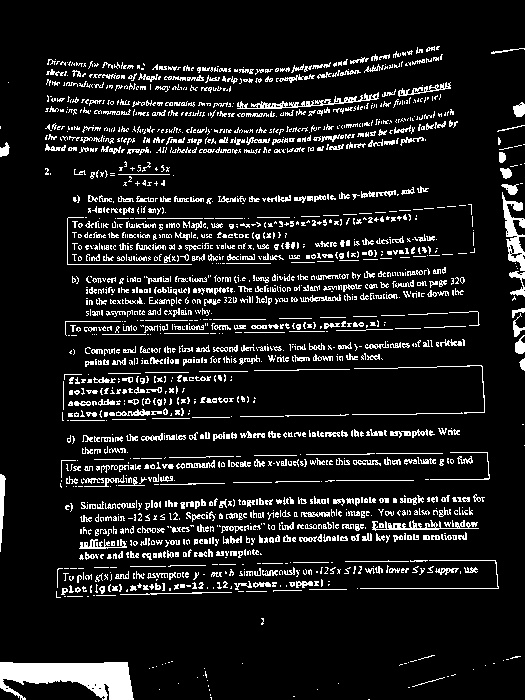 Directions for Problem #2 Answer the questions using your own judgement and write them down in one
sheet. The execution of Maple commands just help you to do complicate calculation. Additional command
line introduced in problem 1 may also be required
Your lab report to this problem contains two parts: the written-down answers in one sheet and the print-outs
showing the command lines and the results of these commands, and the graph requested in the final step (e)
After you print out the Maple results, clearly write down the step letters for the command lines associated with
the corresponding steps In the final step (e), all significant points and asymptotes must be clearly labeled by
hand on your Maple graph. All labeled coordinates must be accurate to at least three decimal places.
2. Let g(x) = (x³ + 5x² + 5x) / (x² + 4x + 4)
a) Define, then factor the function g. Identify the vertical asymptote, the y-intercept, and the
x-intercepts (if any).
To define the function g into Maple, use g:=x->(x^3+5*x^2+5*x)/(x^2+4*x+4);
To define the function g into Maple, use factor(g(x));
To evaluate this function at a specific value of x, use g(##); where ## is the desired x-value.
To find the solutions of g(x)=0 and their decimal values, use solve(g(x)=0); evalf(%);
b) Convert g into "partial fractions" form (i.e, long divide the numerator by the denominator) and
identify the slant asymptote. The definition of slant asymptote can be found on page 320
in the textbook. Example 6 on page 320 will help you to understand this definition. Write down the
slant asymptote and explain why.
To convert g into "partial fractions" form, use convert(g(x),parfrac,x);
c) Compute and factor the first and second derivatives. Find both x- and y- coordinates of all critical
points and all inflection points for this graph. Write them down in the sheet.
firstder:=D(g)(x); factor(%);
solve(firstder=0,x);
seconder:=D(D(g))(x); factor(%);
solve(seconder=0,x);
d) Determine the coordinates of all points where the curve intersects the slant asymptote. Write
them down.
Use an appropriate solve command to locate the x-value(s) where this occurs, then evaluate g to find
the corresponding y-values.
e) Simultaneously plot the graph of g(x) together with its slant asymptote on a single set of axes for
the domain -12 ≤ x ≤ 12. Specify a range that yields a reasonable image. You can also right click
the graph and choose "axes" then "properties" to find reasonable range. Enlarge the plot window
sufficiently to allow you to neatly label by hand the coordinates of all key points mentioned
above and the equation of each asymptote.
To plot g(x) and the asymptote y = mx+b simultaneously on -12≤x≤12 with lower ≤y≤upper, use
plot([g(x),m*x+b],x=-12..12,y=lower..upper);
2